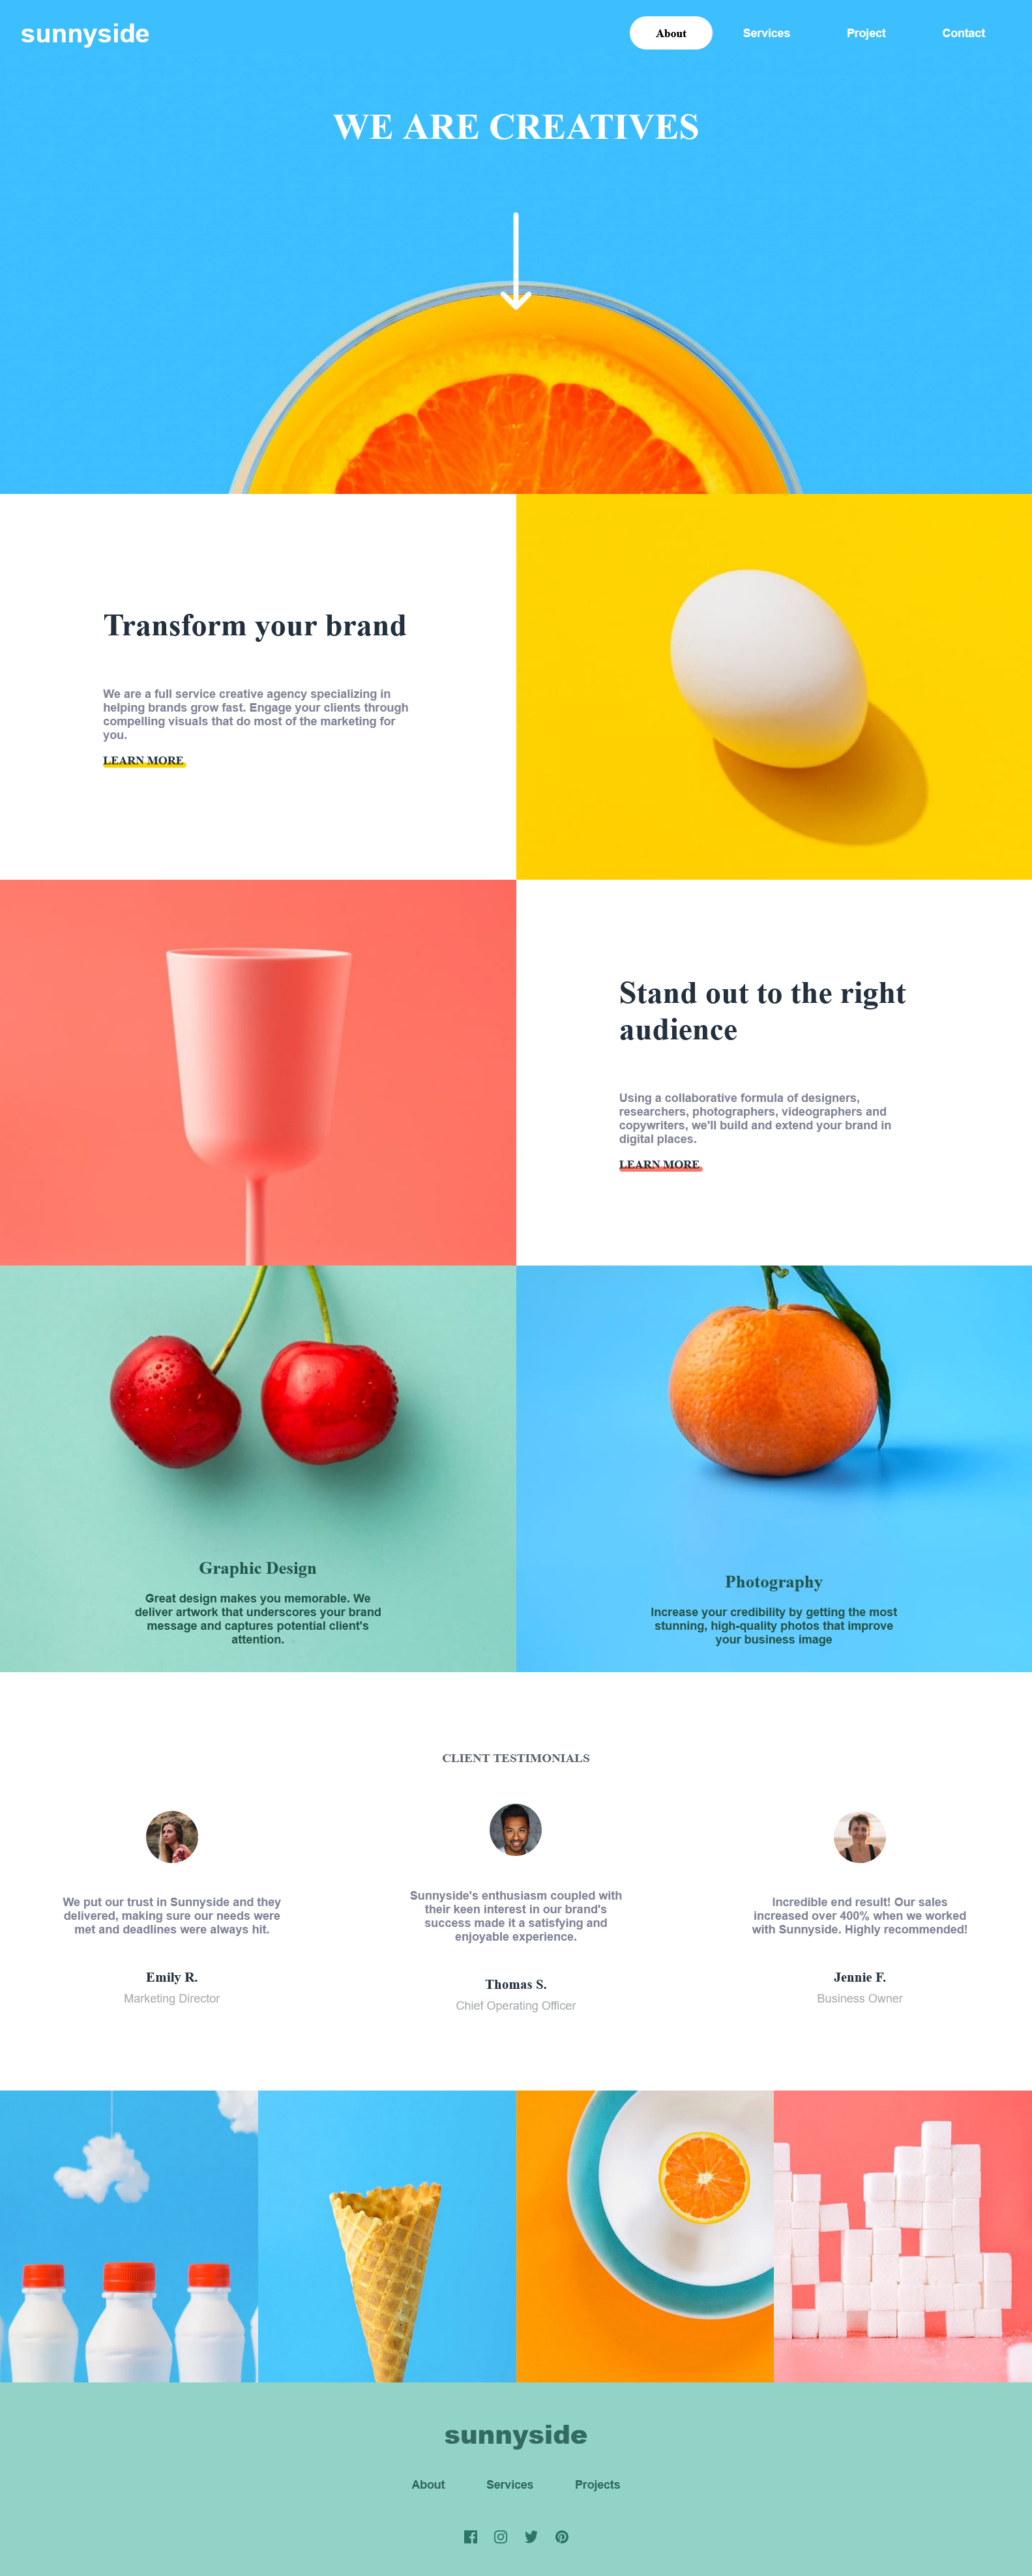 sunnyside
About Services Project Contact
WE ARE CREATIVES
Transform your brand
We are a full service creative agency specializing in
helping brands grow fast. Engage your clients through
compelling visuals that do most of the marketing for
you.
LEARN MORE
Stand out to the right
audience
Using a collaborative formula of designers,
researchers, photographers, videographers and
copywriters, we'll build and extend your brand in
digital places.
LEARN MORE
Graphic Design
Great design makes you memorable. We
deliver artwork that underscores your brand
message and captures potential client's
attention.
Photography
Increase your credibility by getting the most
stunning, high-quality photos that improve
your business image
CLIENT TESTIMONIALS
We put our trust in Sunnyside and they
delivered, making sure our needs were
met and deadlines were always hit.
Emily R.
Marketing Director
Sunnyside's enthusiasm coupled with
their keen interest in our brand's
success made it a satisfying and
enjoyable experience.
Thomas S.
Chief Operating Officer
Incredible end result! Our sales
increased over 400% when we worked
with Sunnyside. Highly recommended!
Jennie F.
Business Owner
sunnyside
About Services Projects